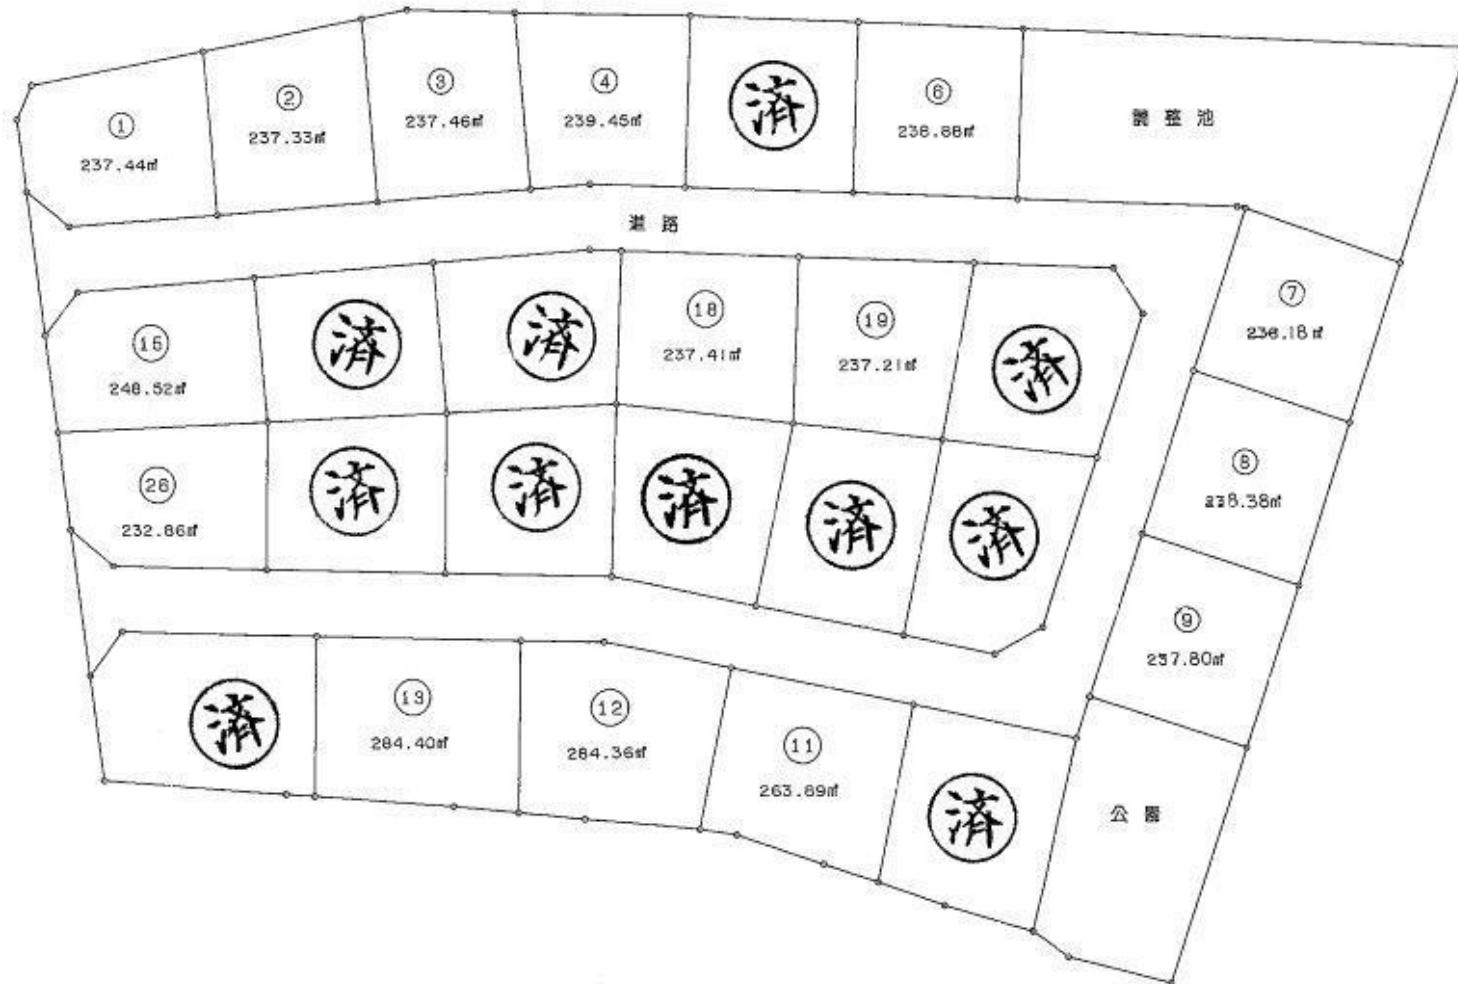 ①
237.44㎡
②
237.33㎡
③
237.46㎡
④
239.45㎡
済
⑥
238.88㎡
調整池
道路
⑦
236.18㎡
⑧
238.38㎡
⑨
237.80㎡
⑮
248.52㎡
済
済
⑱
237.41㎡
⑲
237.21㎡
済
㉖
232.86㎡
済
済
済
済
済
済
⑬
284.40㎡
⑫
284.36㎡
⑪
263.89㎡
済
公園